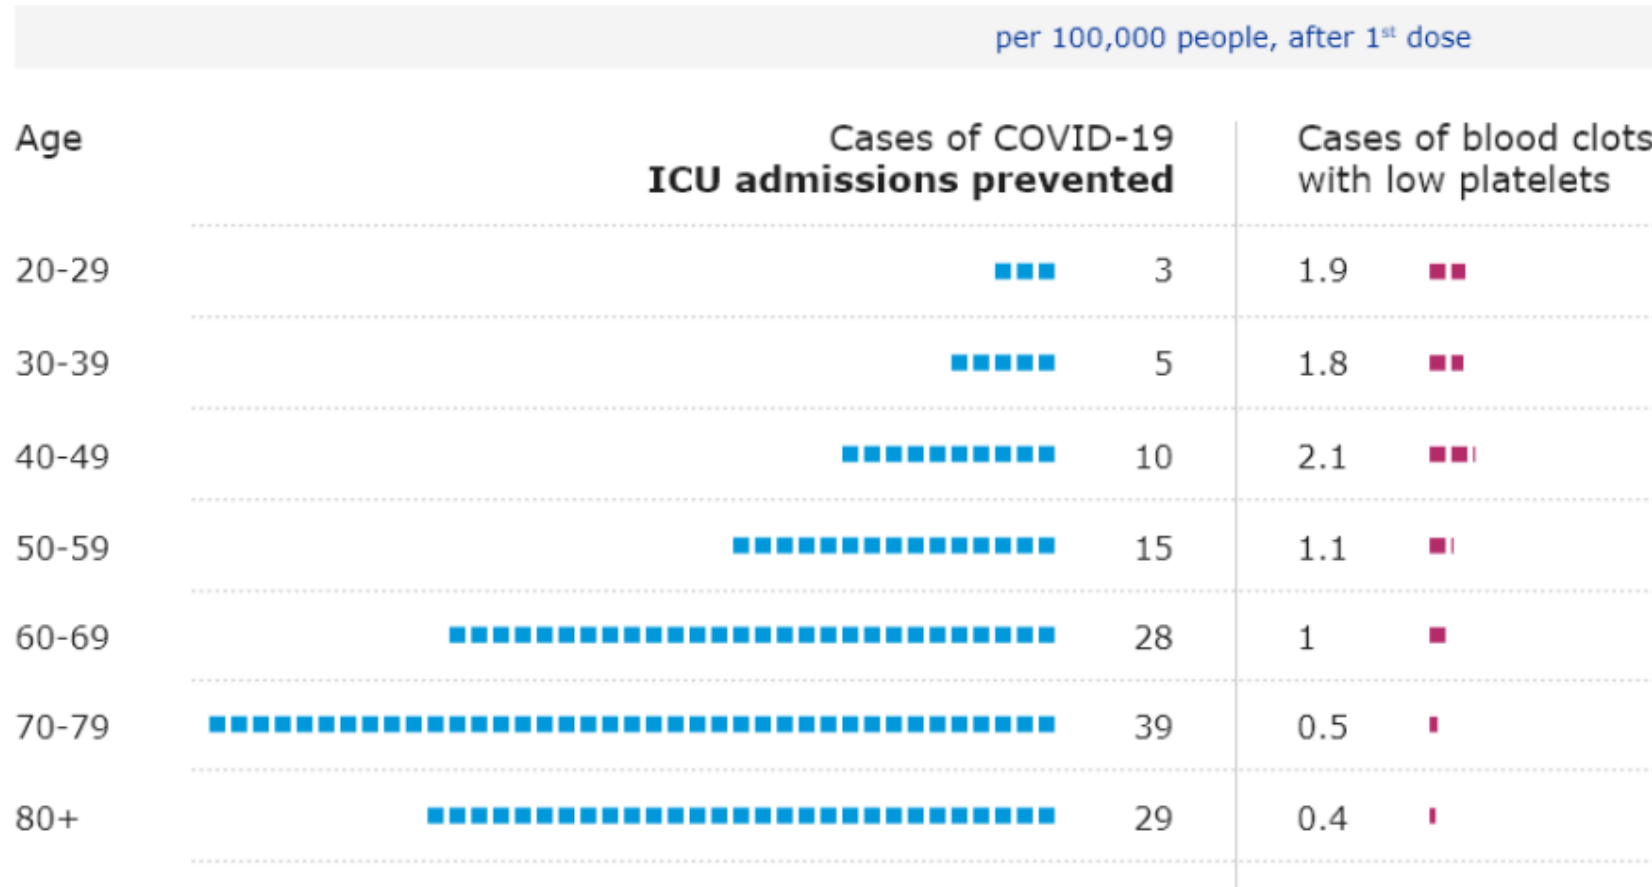 per 100,000 people, after 1st dose
Age
Cases of COVID-19
ICU admissions prevented
Cases of blood clots
with low platelets
20-29 3 1.9
30-39 5 1.8
40-49 10 2.1
50-59 15 1.1
60-69 28 1
70-79 39 0.5
80+ 29 0.4